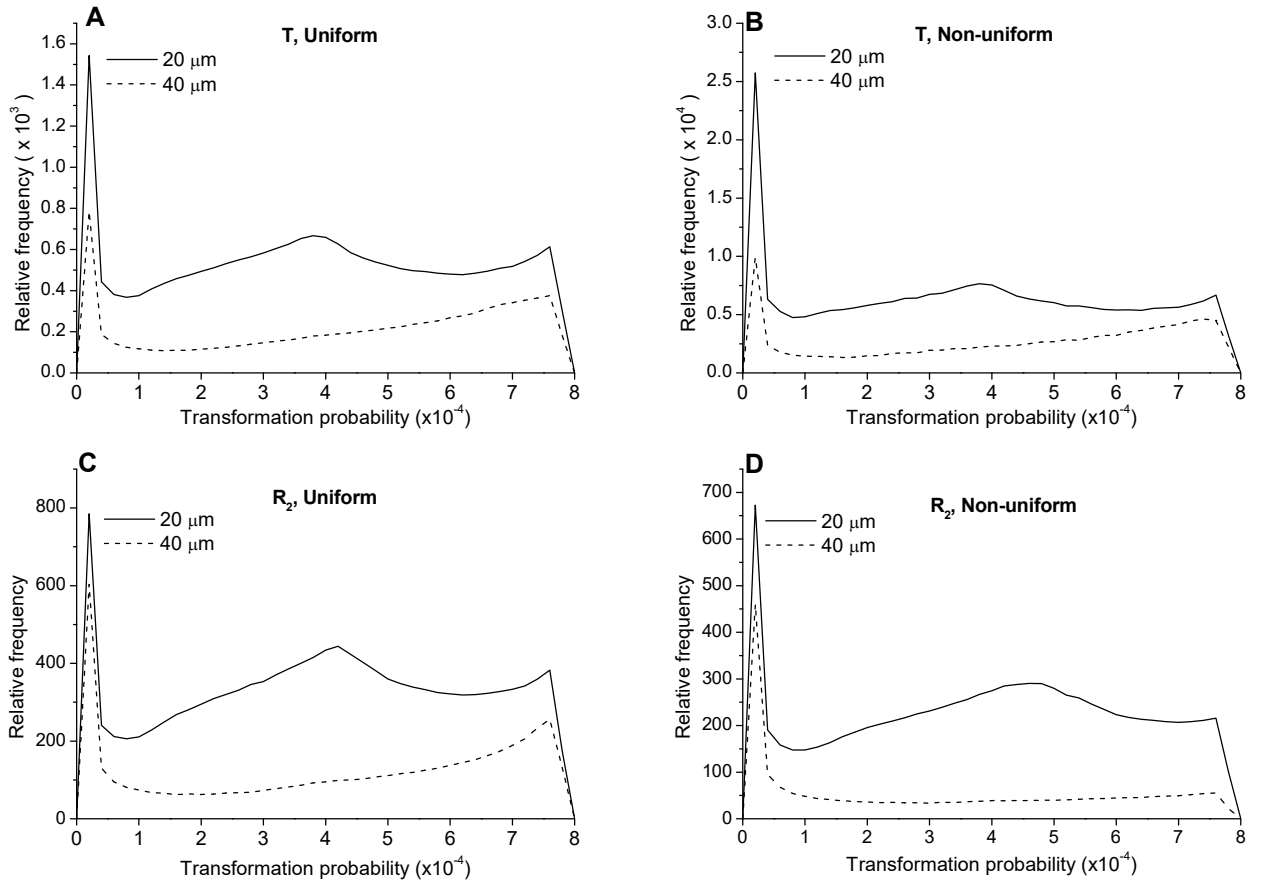 A
T, Uniform
20 μm
40 μm
1.6
1.4
1.2
1.0
0.8
0.6
0.4
0.2
0.0
Relative frequency ( x 10³ )
0 1 2 3 4 5 6 7 8
Transformation probability (x10⁻⁴)
B
T, Non-uniform
20 μm
40 μm
3.0
2.5
2.0
1.5
1.0
0.5
0.0
Relative frequency ( x 10⁴ )
0 1 2 3 4 5 6 7 8
Transformation probability (x10⁻⁴)
C
R₂, Uniform
20 μm
40 μm
800
600
400
200
0
Relative frequency
0 1 2 3 4 5 6 7 8
Transformation probability (x10⁻⁴)
D
R₂, Non-uniform
20 μm
40 μm
700
600
500
400
300
200
100
0
Relative frequency
0 1 2 3 4 5 6 7 8
Transformation probability (x10⁻⁴)